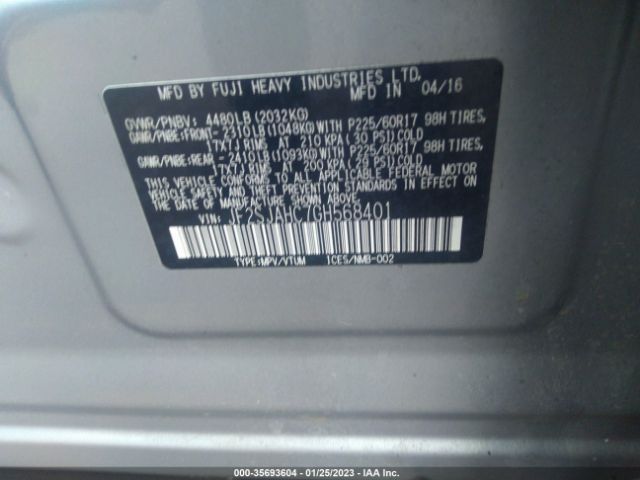 MFD BY FUJI HEAVY INDUSTRIES LTD.
MFD IN 04/16
GVWR/PNBV: 4480LB(2032KG)
GAWR/PNBE:FRONT- 2310LB(1048KG)WITH P225/60R17 98H TIRES,
17X7J RIMS AT 210 KPA(30 PSI)COLD
GAWR/PNBE:REAR -2410LB(1093KG)WITH P225/60R17 98H TIRES,
17X7J RIMS AT KPA( PSI)COLD
THIS VEHICLE CONFORMS TO ALL APPLICABLE FEDERAL MOTOR
VEHICLE SAFETY AND BUMPER STANDARDS IN EFFECT ON
THE DATE OF MANUFACTURE SHOWN ABOVE.
VIN: JF2SJAHC7GH568401
TYPE:MPV/VTUM ICES/NMB-002
000-35693604 | 01/25/2023 | IAA Inc.